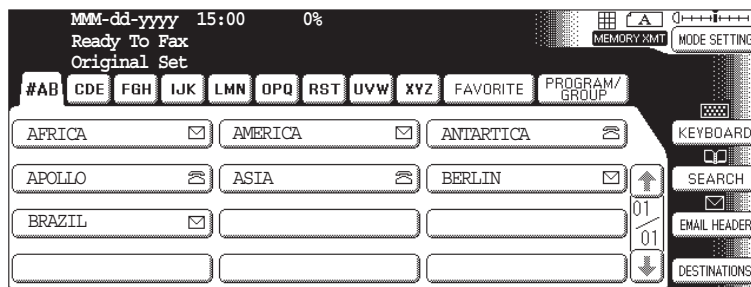 MMM-dd-yyyy 15:00 0%
Ready To Fax
Original Set
A
MEMORY XMT
MODE SETTING
#AB CDE FGH IJK LMN OPQ RST UVW XYZ FAVORITE PROGRAM/
GROUP
KEYBOARD
AFRICA AMERICA ANTARTICA
SEARCH
APOLLO ASIA BERLIN
EMAIL HEADER
BRAZIL
01
01
DESTINATIONS